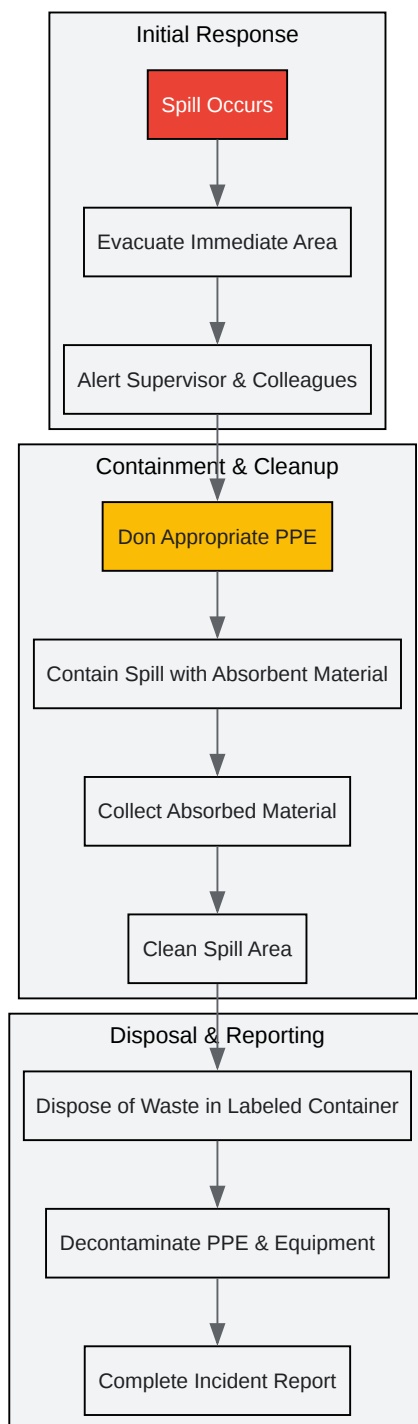 Initial Response
Spill Occurs
Evacuate Immediate Area
Alert Supervisor & Colleagues
Containment & Cleanup
Don Appropriate PPE
Contain Spill with Absorbent Material
Collect Absorbed Material
Clean Spill Area
Disposal & Reporting
Dispose of Waste in Labeled Container
Decontaminate PPE & Equipment
Complete Incident Report